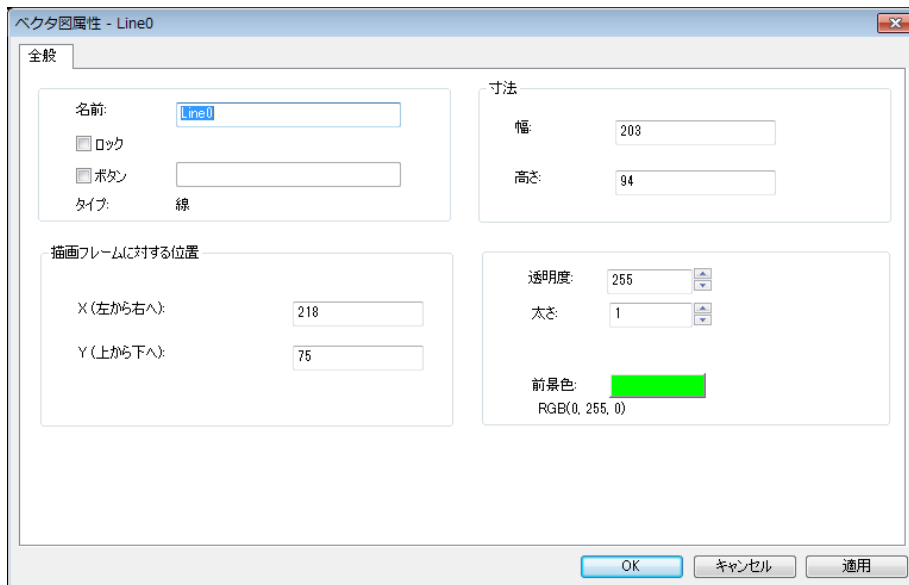 ベクタ図属性 - Line0
全般
名前:
Line0
ロック
ボタン
タイプ:
線
寸法
幅:
203
高さ:
94
描画フレームに対する位置
X (左から右へ):
218
Y (上から下へ):
75
透明度:
255
太さ:
1
前景色:
RGB(0, 255, 0)
OK
キャンセル
適用